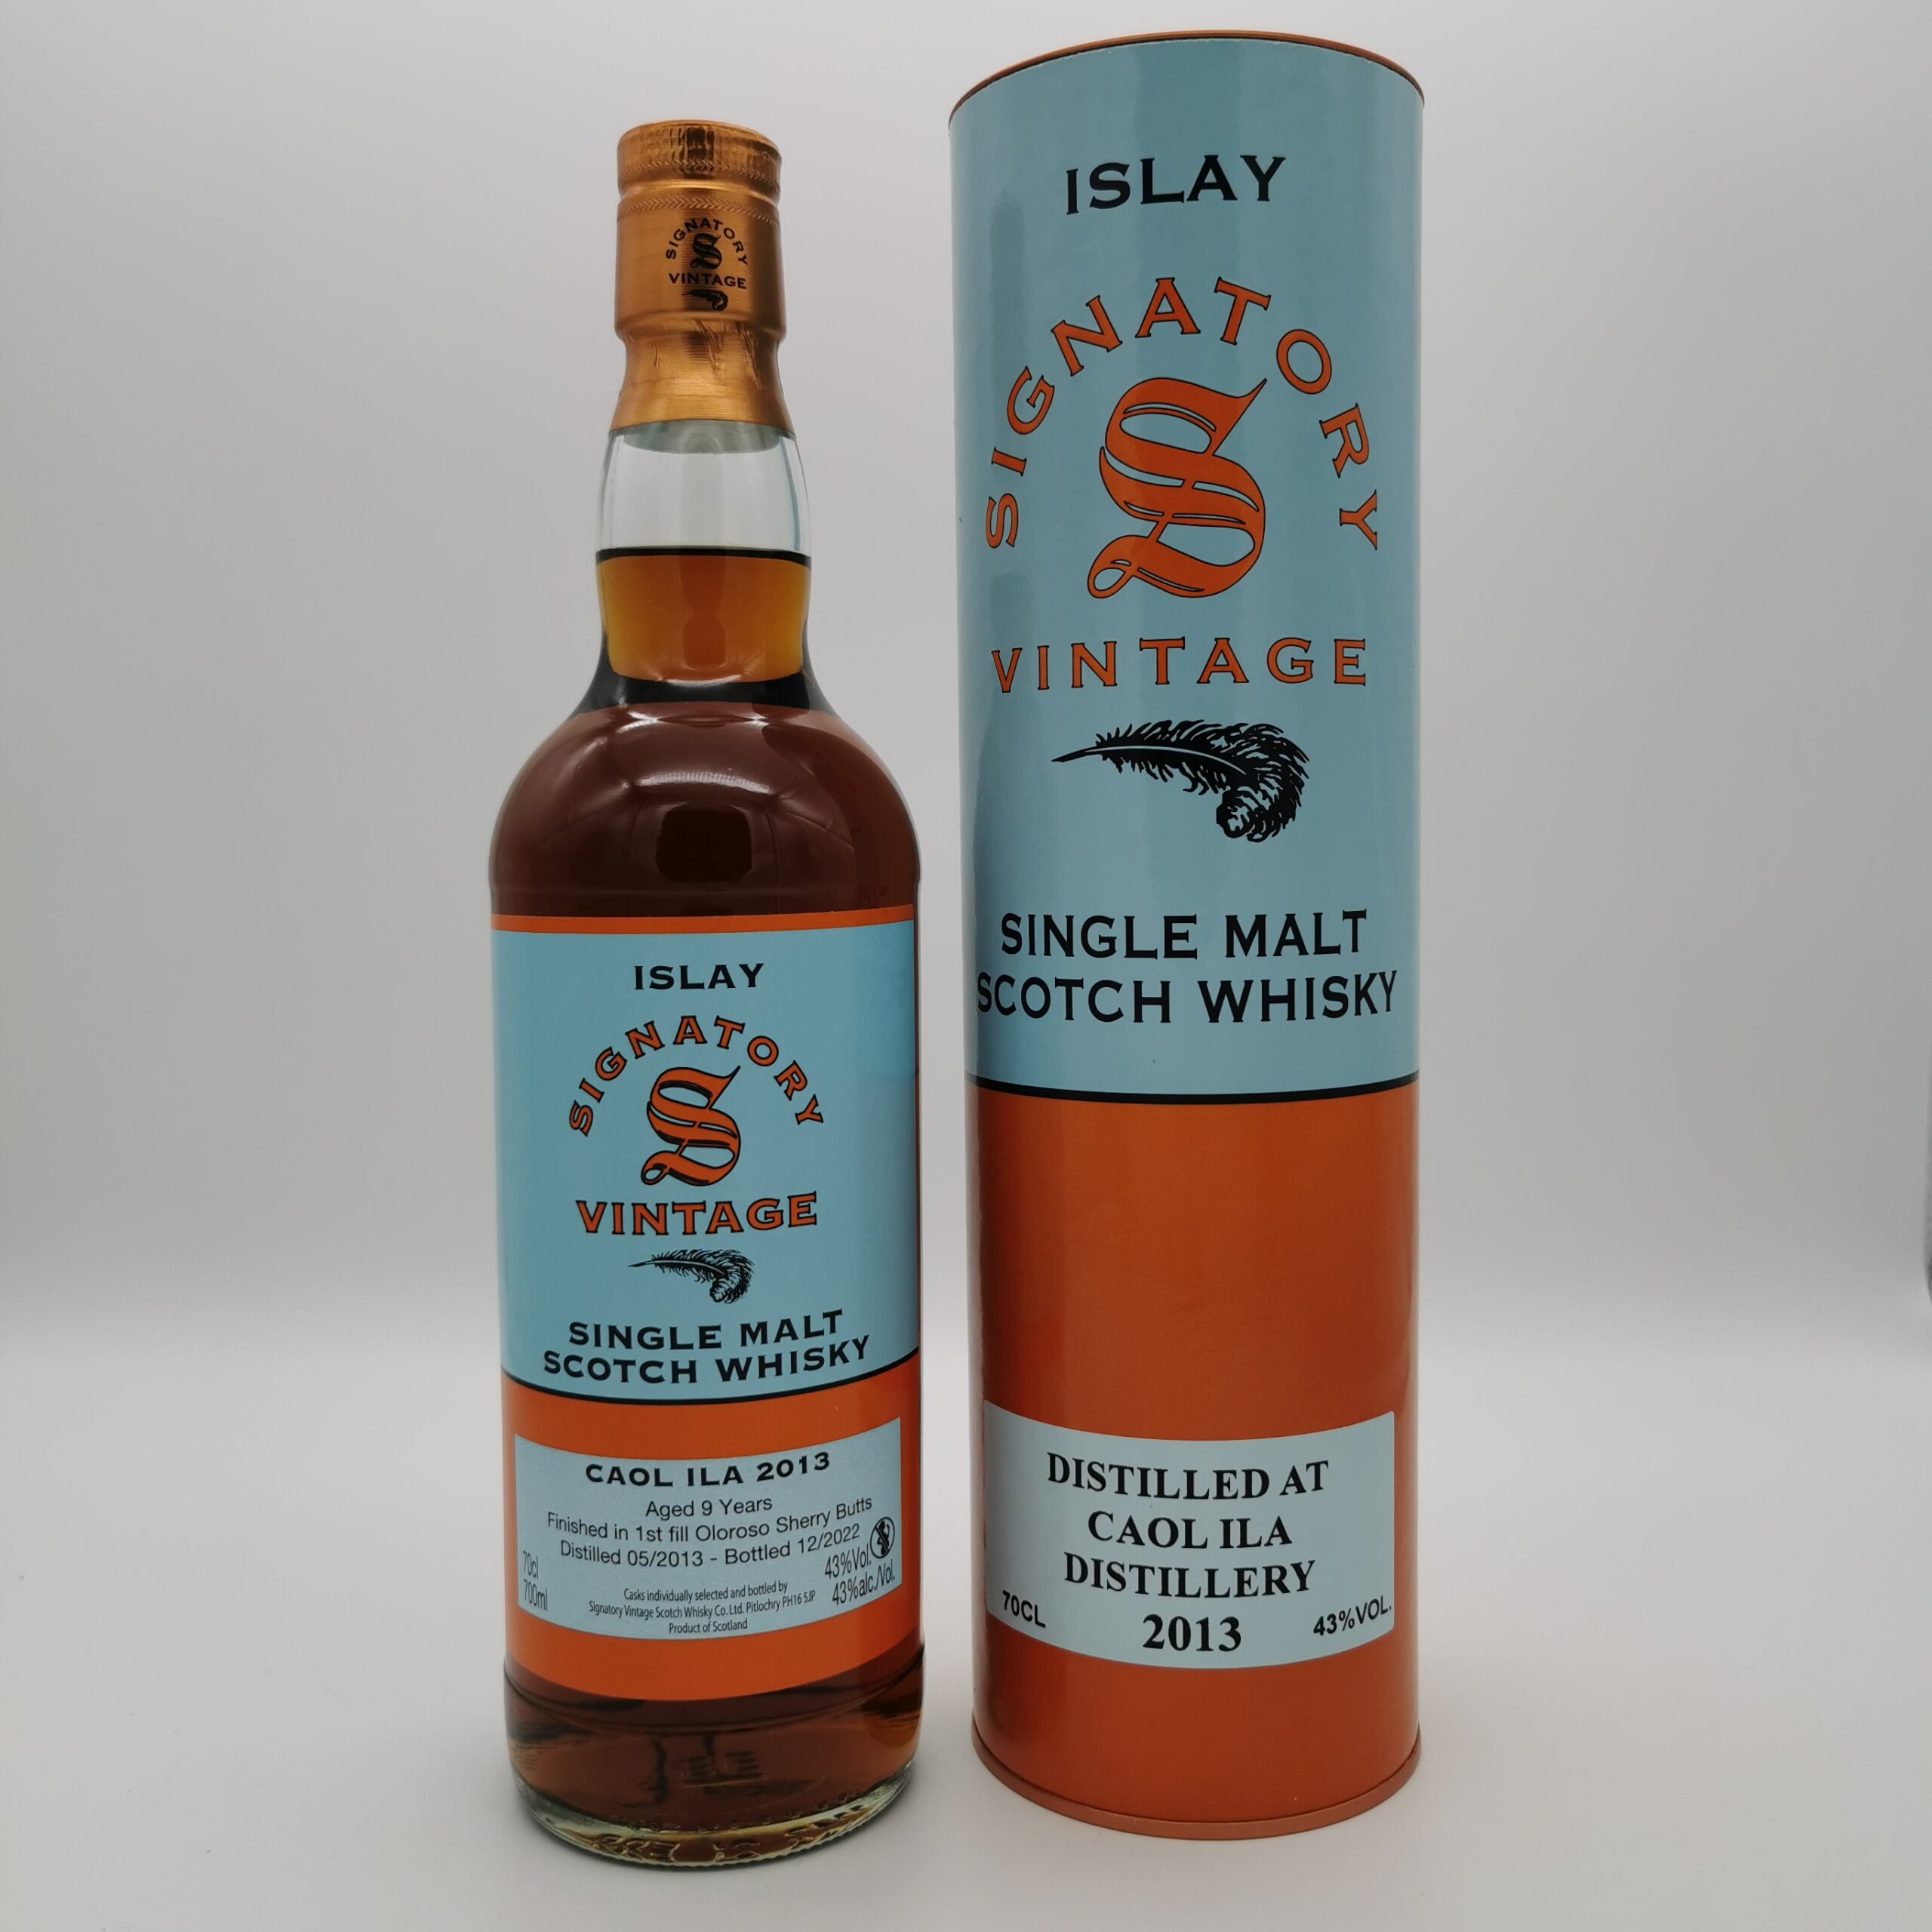 SIGNATORY
S
VINTAGE
ISLAY
SIGNATORY
S
VINTAGE
SINGLE MALT
SCOTCH WHISKY
CAOL ILA 2013
Aged 9 Years
Finished in 1st fill Oloroso Sherry Butts
Distilled 05/2013 - Bottled 12/2022
70cl
700ml
43%Vol.
43%alc./Vol.
Casks individually selected and bottled by
Signatory Vintage Scotch Whisky Co. Ltd. Pitlochry PH16 5JP
Product of Scotland
ISLAY
SIGNATORY
S
VINTAGE
SINGLE MALT
SCOTCH WHISKY
DISTILLED AT
CAOL ILA
DISTILLERY
2013
70CL
43%VOL.